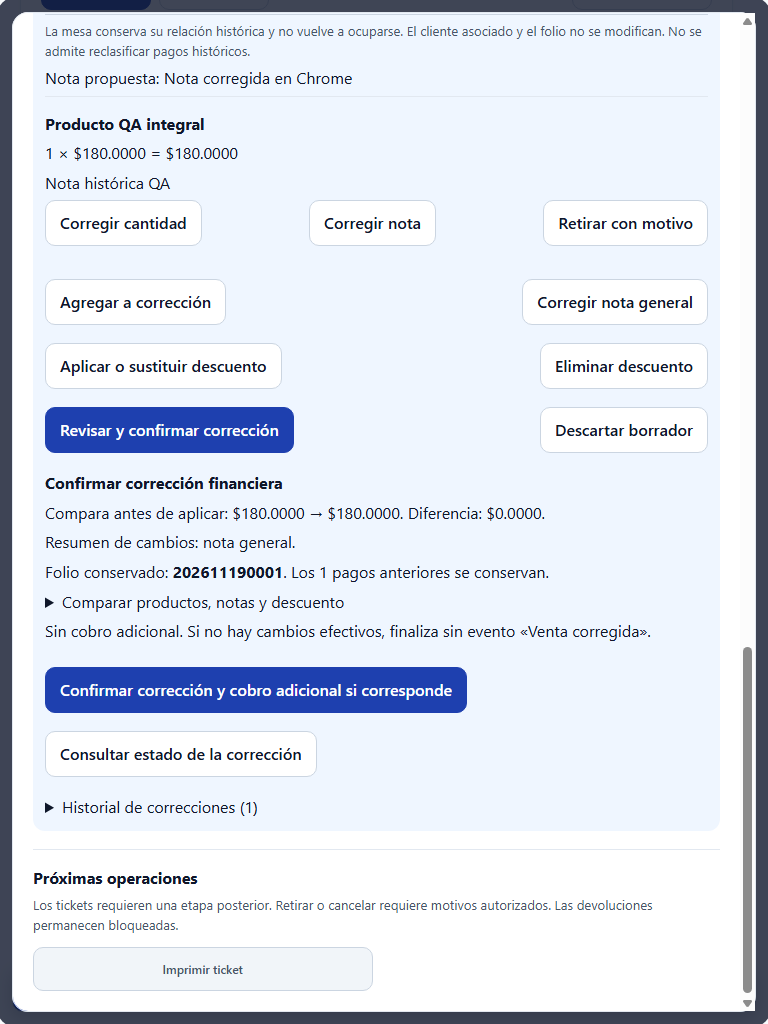 La mesa conserva su relación histórica y no vuelve a ocuparse. El cliente asociado y el folio no se modifican. No se
admite reclasificar pagos históricos.
Nota propuesta: Nota corregida en Chrome
Producto QA integral
1 × $180.0000 = $180.0000
Nota histórica QA
Corregir cantidad
Corregir nota
Retirar con motivo
Agregar a corrección
Corregir nota general
Aplicar o sustituir descuento
Eliminar descuento
Revisar y confirmar corrección
Descartar borrador
Confirmar corrección financiera
Compara antes de aplicar: $180.0000 → $180.0000. Diferencia: $0.0000.
Resumen de cambios: nota general.
Folio conservado: 202611190001. Los 1 pagos anteriores se conservan.
Comparar productos, notas y descuento
Sin cobro adicional. Si no hay cambios efectivos, finaliza sin evento «Venta corregida».
Confirmar corrección y cobro adicional si corresponde
Consultar estado de la corrección
Historial de correcciones (1)
Próximas operaciones
Los tickets requieren una etapa posterior. Retirar o cancelar requiere motivos autorizados. Las devoluciones
permanecen bloqueadas.
Imprimir ticket